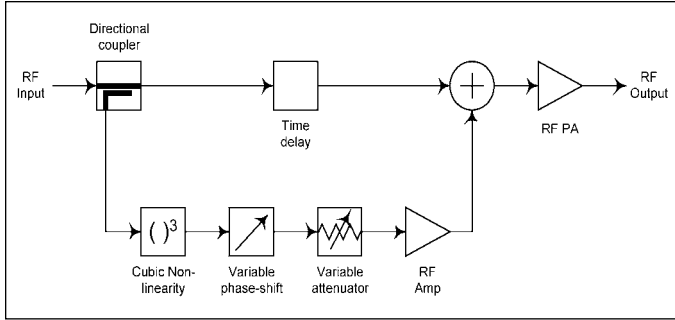 Directional
coupler
RF
Input
Time
delay
+
RF PA
RF
Output
( )³
Cubic Non-
linearity
Variable
phase-shift
Variable
attenuator
RF
Amp